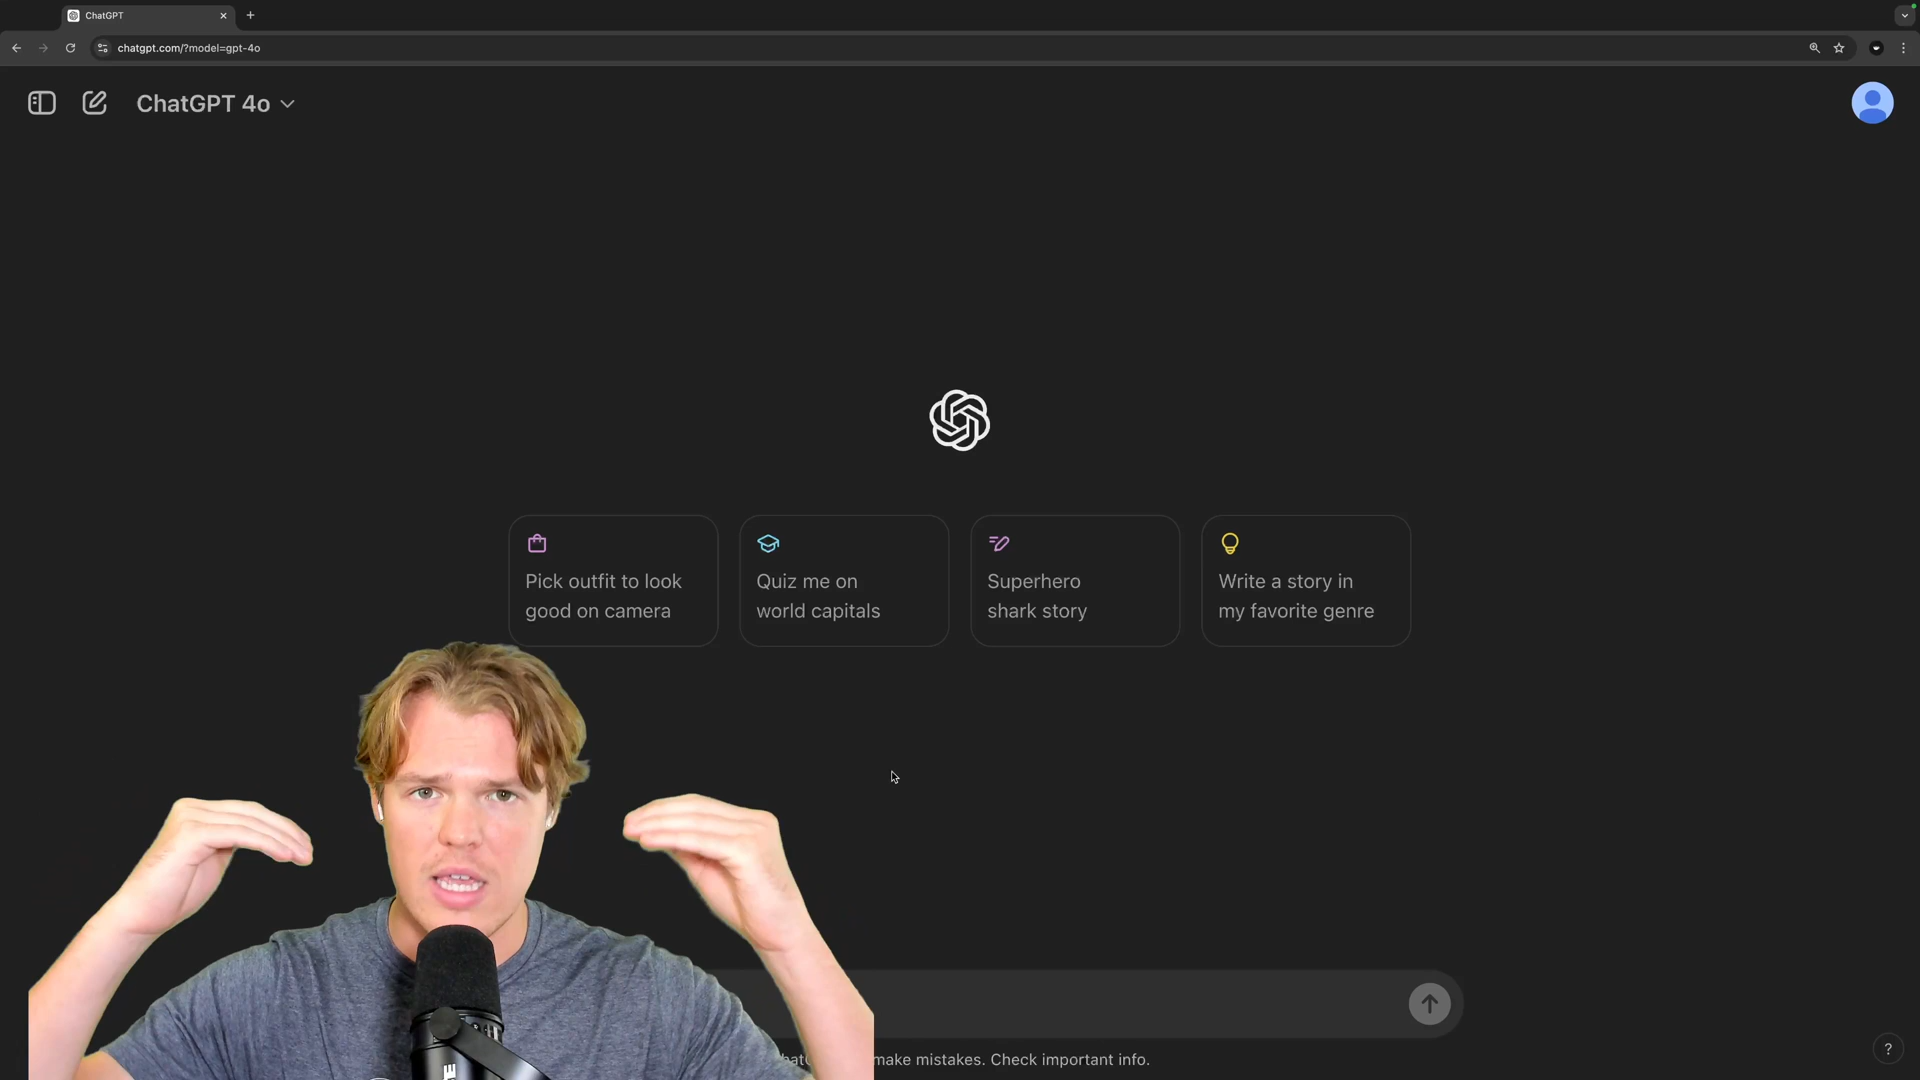 ChatGPT
chatgpt.com/?model=gpt-4o
ChatGPT 4o
Pick outfit to look
good on camera
Quiz me on
world capitals
Superhero
shark story
Write a story in
my favorite genre
make mistakes. Check important info.
?